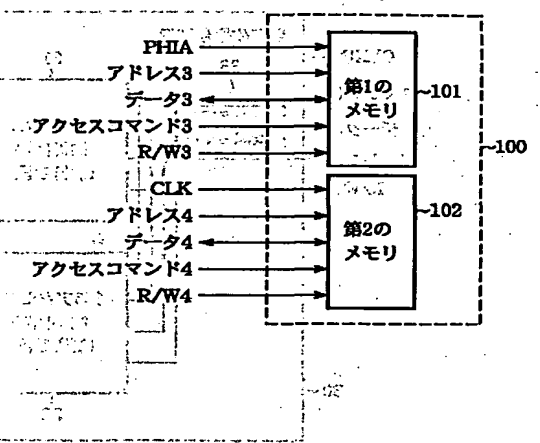 PHIA
アドレス3
データ3
アクセスコマンド3
R/W3
第1の
メモリ
101
100
CLK
アドレス4
データ4
アクセスコマンド4
R/W4
第2の
メモリ
102